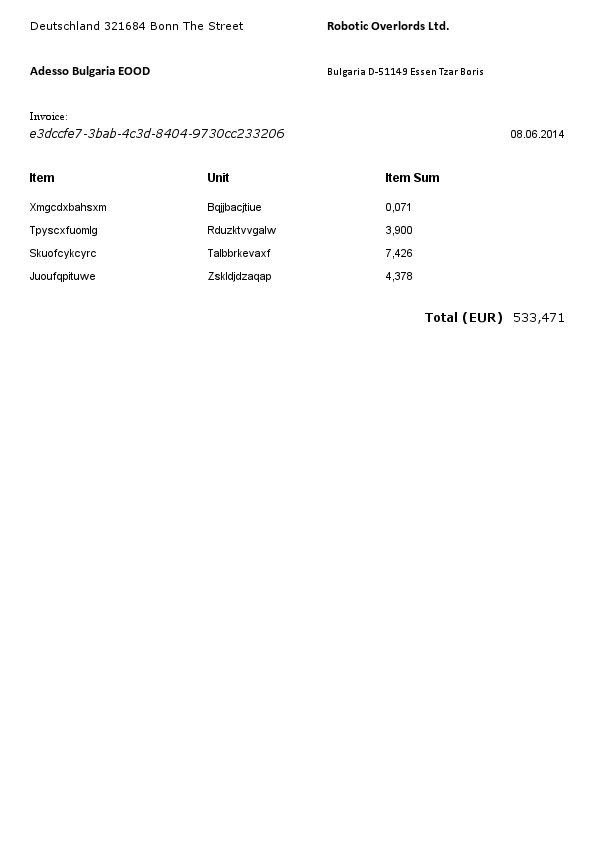 Deutschland 321684 Bonn The Street Robotic Overlords Ltd.
Adesso Bulgaria EOOD Bulgaria D-51149 Essen Tzar Boris
Invoice:
e3dccfe7-3bab-4c3d-8404-9730cc233206 08.06.2014
Item Unit Item Sum
Xmgcdxbahsxm Bqjjbacjtiue 0,071
Tpyscxfuomlg Rduzktvvgalw 3,900
Skuofcykcyrc Talbbrkevaxf 7,426
Juoufqpituwe Zskldjdzaqap 4,378
Total (EUR) 533,471